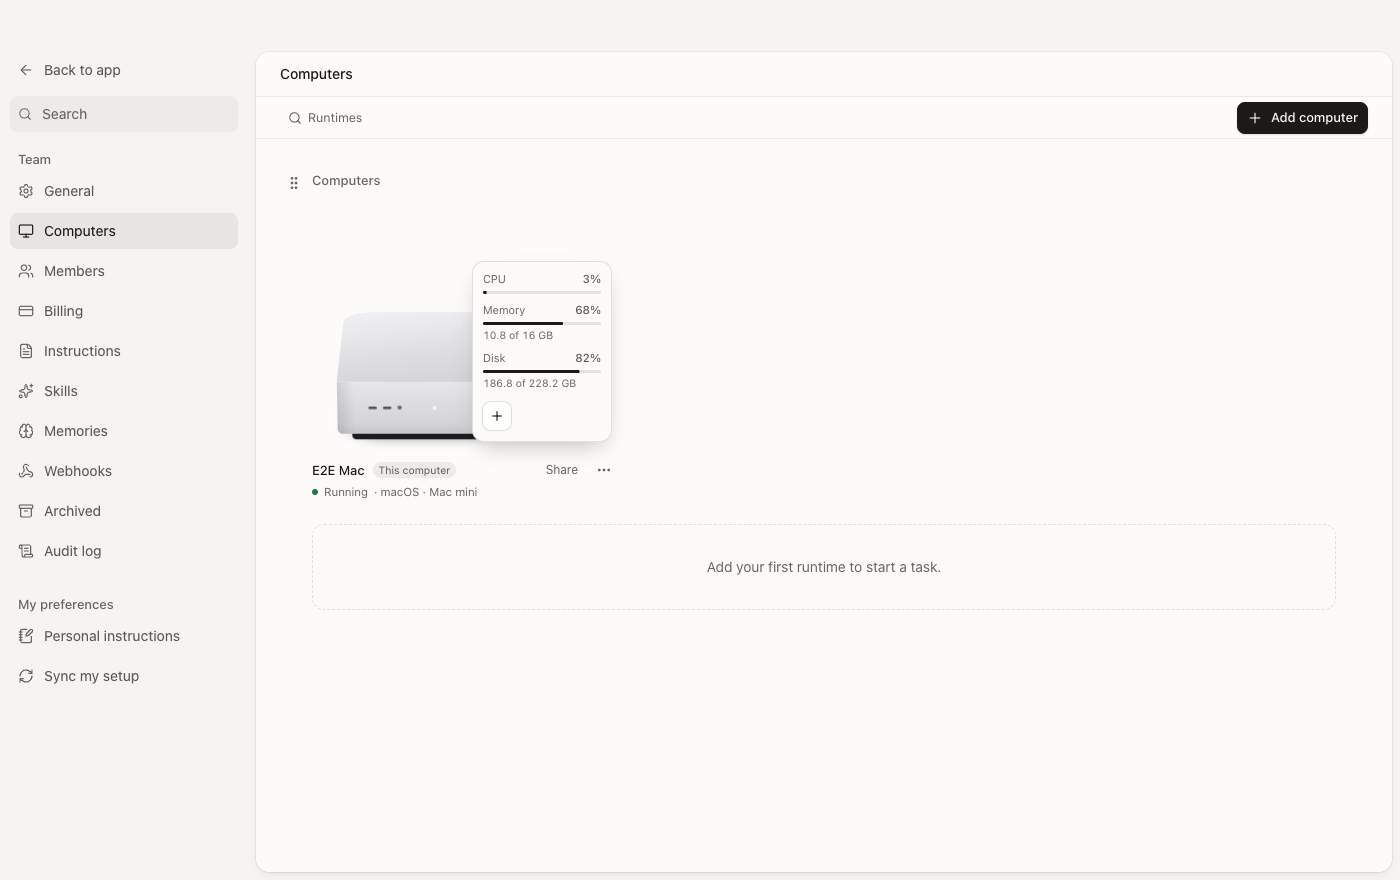 Back to app
Search
Team
General
Computers
Members
Billing
Instructions
Skills
Memories
Webhooks
Archived
Audit log
My preferences
Personal instructions
Sync my setup
Computers
Runtimes
Add computer
Computers
CPU 3%
Memory 68%
10.8 of 16 GB
Disk 82%
186.8 of 228.2 GB
E2E Mac This computer Share
Running · macOS · Mac mini
Add your first runtime to start a task.